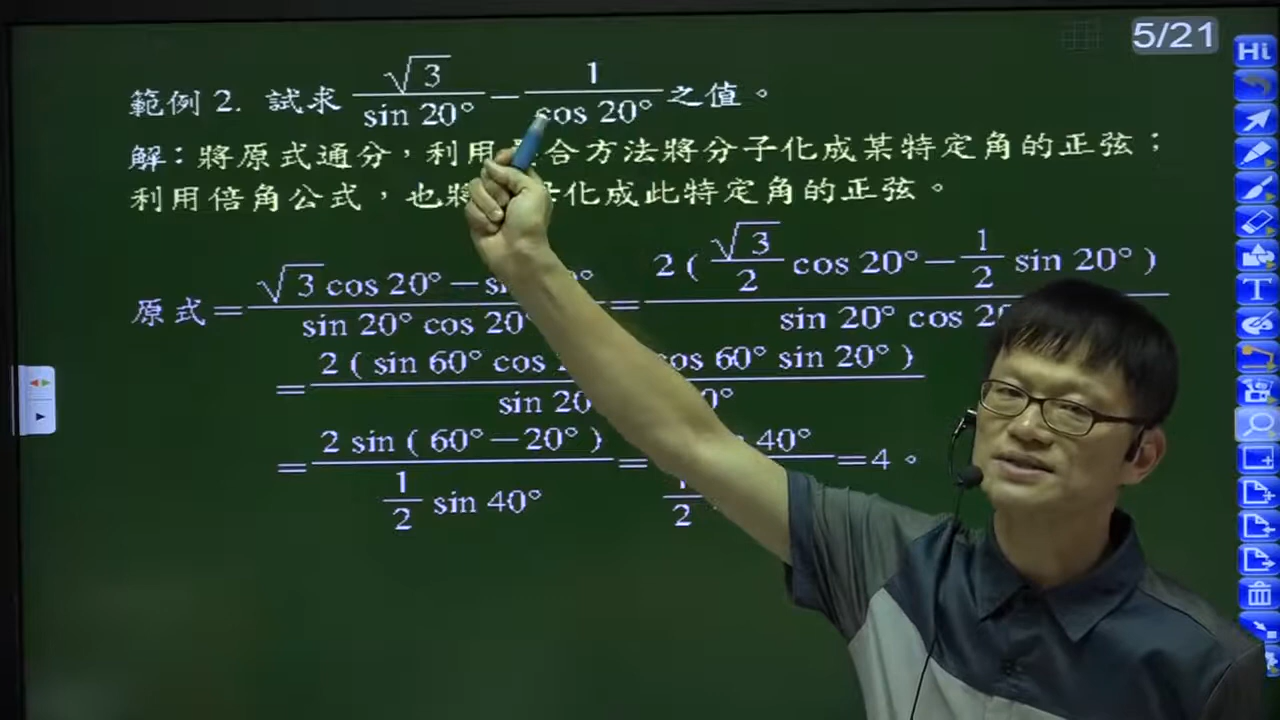 5/21
Hi
範例 2. 試求 √3/sin 20° − 1/cos 20° 之值。
解：將原式通分，利用合方法將分子化成某特定角的正弦；
利用倍角公式，也將化成此特定角的正弦。
原式 = √3 cos 20° − /sin 20° cos 20° = 2 ( √3/2 cos 20° − 1/2 sin 20° )/sin 20° cos
= 2 ( sin 60° cos cos 60° sin 20° )/sin 20
= 2 sin ( 60° − 20° )/1/2 sin 40° = 40°/2 = 4。
T